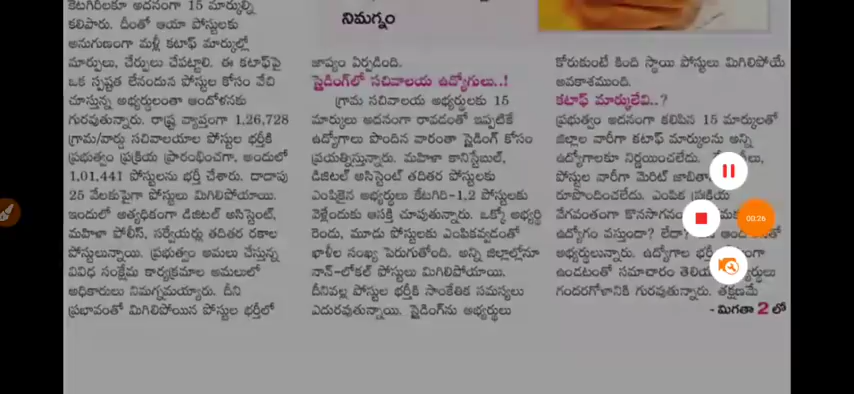 నిమగ్నం
కేటగిరీలకూ అదనంగా 15 మార్కుల్ని
కలిపారు. దీంతో ఆయా పోస్టులకు
అనుగుణంగా మళ్లీ కటాఫ్ మార్కుల్లో
మార్పులు, చేర్పులు చేపట్టాలి. ఈ కటాఫ్‌పై
ఒక స్పష్టత లేనందున పోస్టుల కోసం వేచి
చూస్తున్న అభ్యర్థులంతా ఆందోళనకు
గురవుతున్నారు. రాష్ట్ర వ్యాప్తంగా 1,26,728
గ్రామ/వార్డు సచివాలయాల పోస్టుల భర్తీకి
ప్రభుత్వం ప్రక్రియ ప్రారంభించగా, అందులో
1,01,441 పోస్టులను భర్తీ చేశారు. దాదాపు
25 వేలకుపైగా పోస్టులు మిగిలిపోయాయి.
ఇందులో అత్యధికంగా డిజిటల్ అసిస్టెంట్,
మహిళా పోలీస్, సర్వేయర్లు తదితర రకాల
పోస్టులున్నాయి. ప్రభుత్వం అమలు చేస్తున్న
వివిధ సంక్షేమ కార్యక్రమాల అమలులో
అధికారులు నిమగ్నమయ్యారు. దీని
ప్రభావంతో మిగిలిపోయిన పోస్టుల భర్తీలో
జాప్యం ఏర్పడింది.
స్లైడింగ్‌లో సచివాలయ ఉద్యోగులు..!
గ్రామ సచివాలయ అభ్యర్థులకు 15
మార్కులు అదనంగా రావడంతో ఇప్పటికే
ఉద్యోగాలు పొందిన వారంతా స్లైడింగ్ కోసం
ప్రయత్నిస్తున్నారు. మహిళా కానిస్టేబుల్,
డిజిటల్ అసిస్టెంట్ తదితర పోస్టులకు
ఎంపికైన అభ్యర్థులు కేటగిరి-1,2 పోస్టులకు
వెళ్లేందుకు ఆసక్తి చూపుతున్నారు. ఒక్కో అభ్యర్థి
రెండు, మూడు పోస్టులకు ఎంపికవ్వడంతో
ఖాళీల సంఖ్య పెరుగుతోంది. అన్ని జిల్లాల్లోనూ
నాన్-లోకల్ పోస్టులు మిగిలిపోయాయి.
దీనివల్ల పోస్టుల భర్తీకి సాంకేతిక సమస్యలు
ఎదురవుతున్నాయి. స్లైడింగ్‌ను అభ్యర్థులు
కోరుకుంటే కింది స్థాయి పోస్టులు మిగిలిపోయే
అవకాశముంది.
కటాఫ్ మార్కులేవి..?
ప్రభుత్వం అదనంగా కలిపిన 15 మార్కులతో
జిల్లాల వారీగా కటాఫ్ మార్కులను అన్ని
ఉద్యోగాలకూ నిర్ణయించలేదు.
పోస్టుల వారీగా మెరిట్ జాబితా
రూపొందించలేదు. ఎంపిక ప్రక్రియ
వేగవంతంగా కొనసాగ
ఉద్యోగం వస్తుందా? లేదా?
అభ్యర్థులున్నారు. ఉద్యోగాల
ఉండటంతో సమాచారం
గందరగోళానికి గురవుతున్నారు. తక్షణమే
- మిగతా 2 లో
00:26